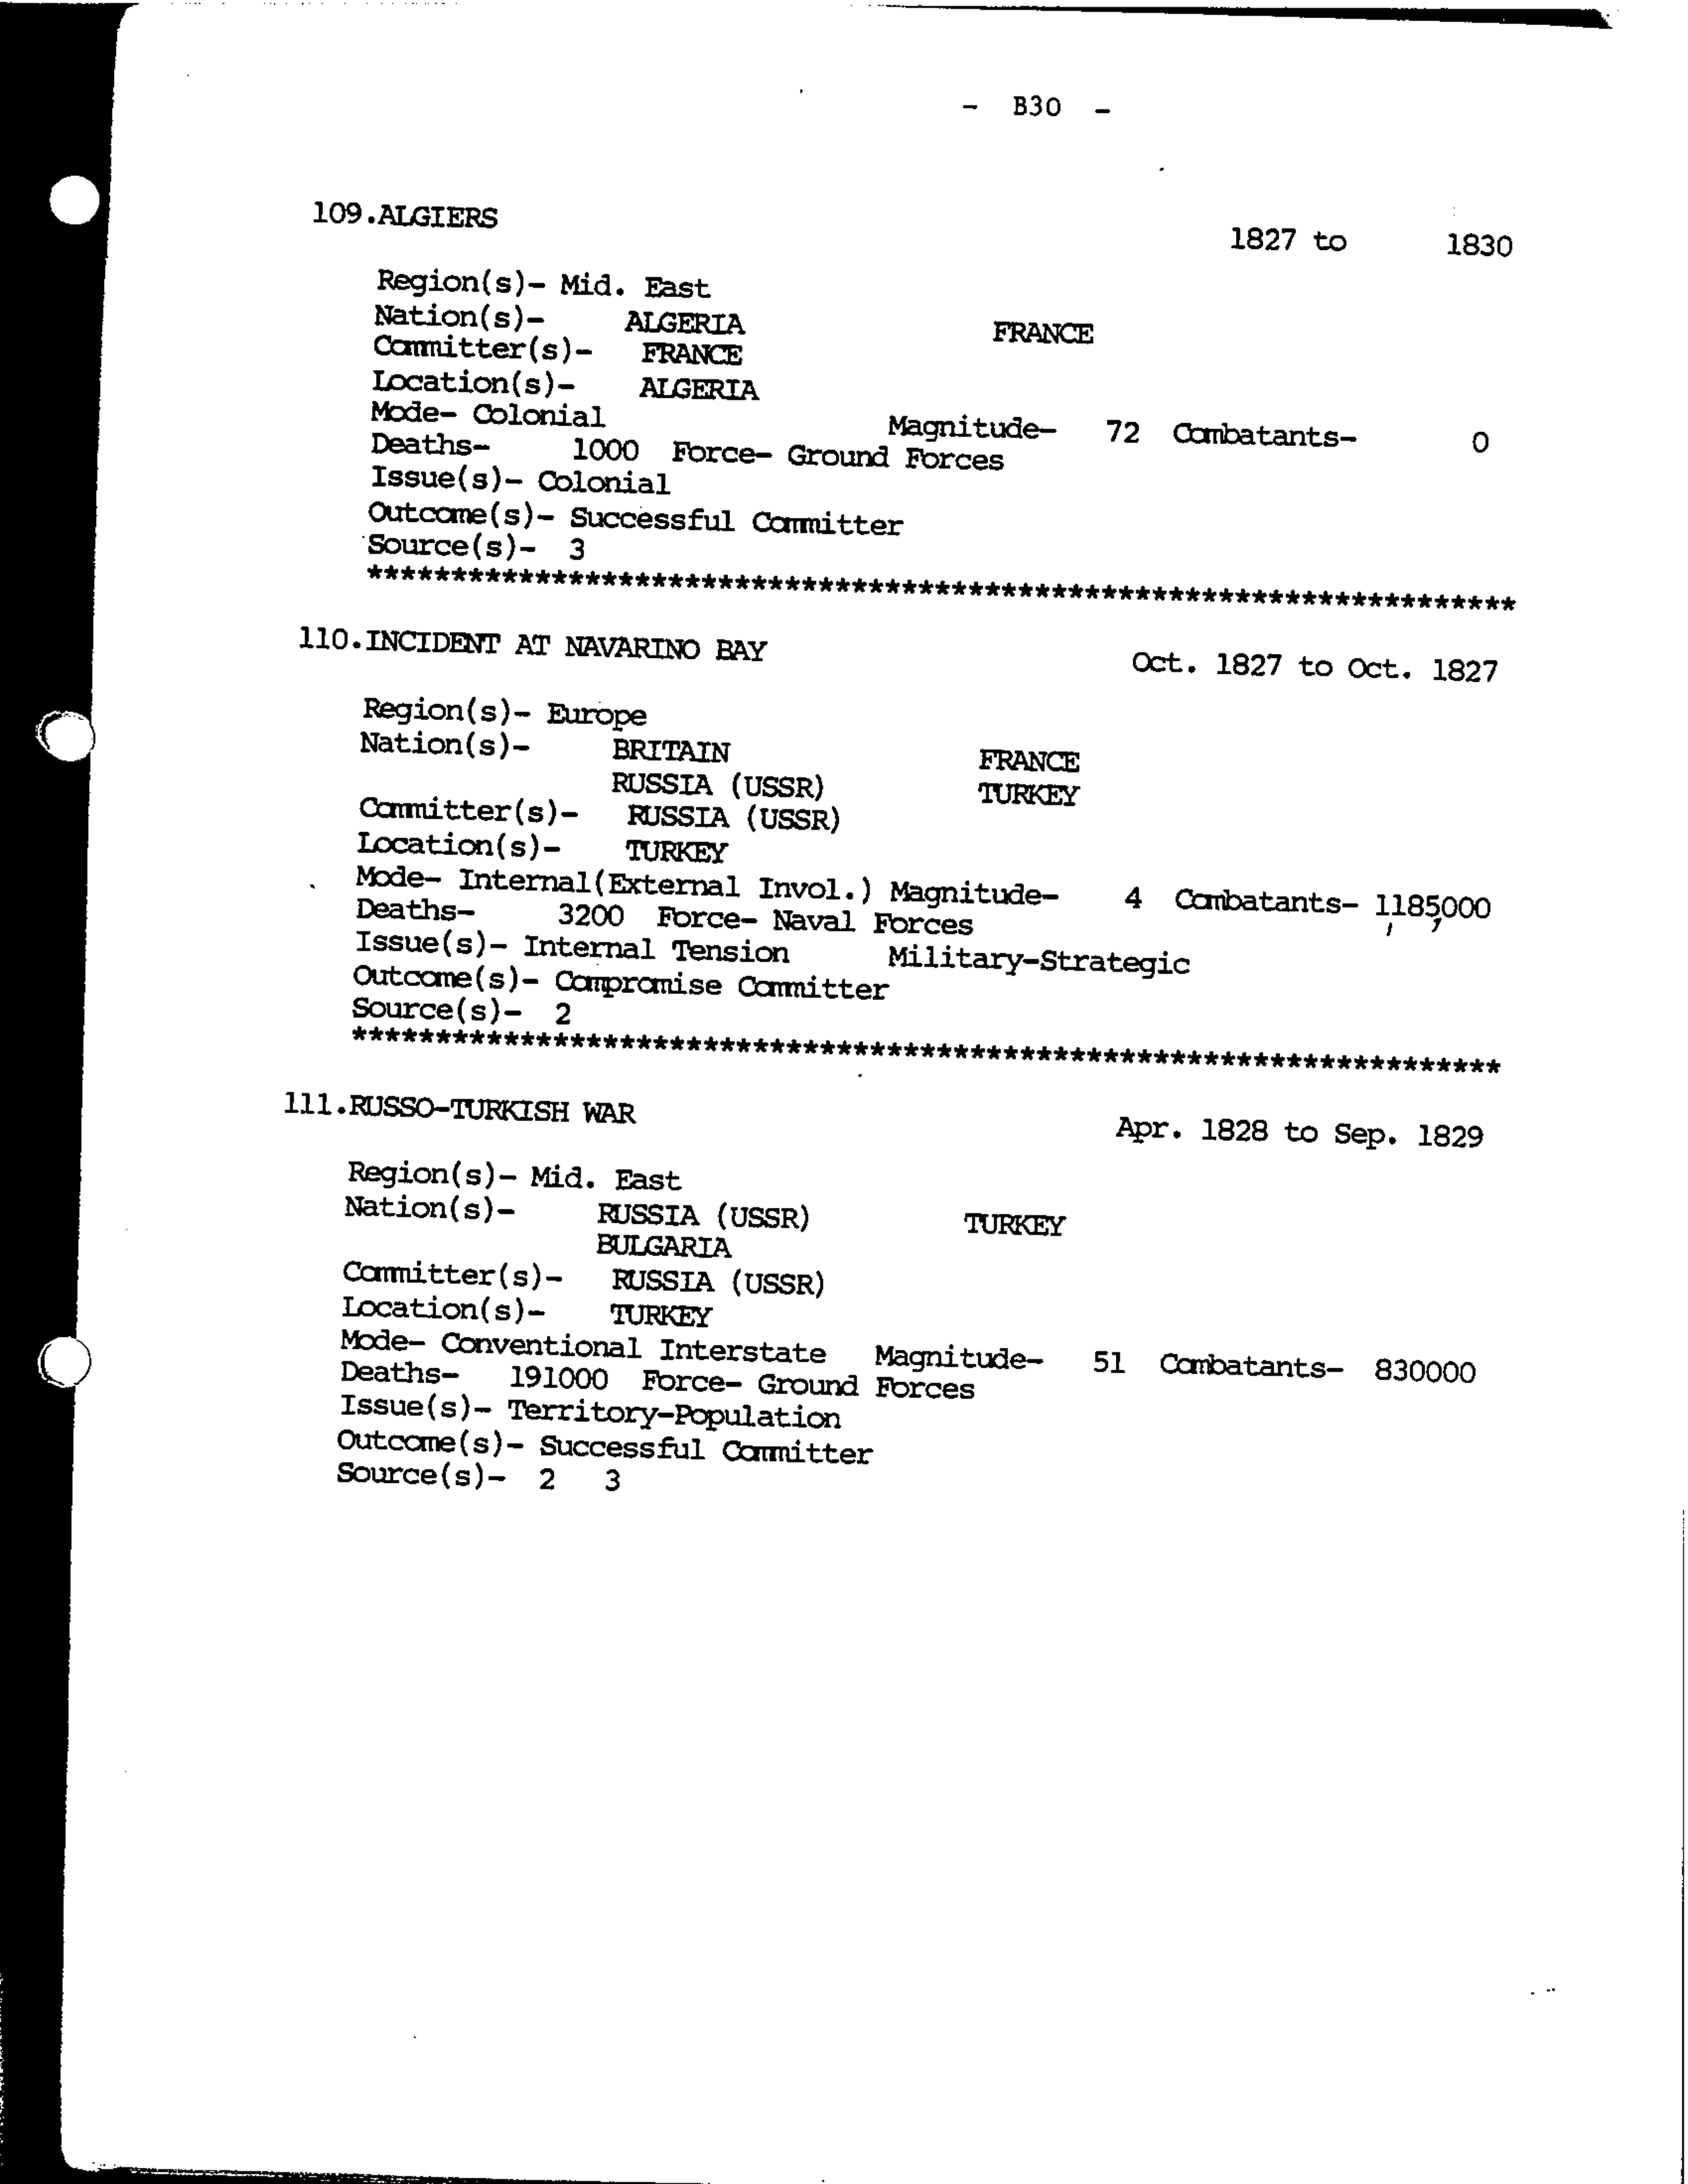 - B30 -
109.ALGIERS 1827 to 1830
Region(s)- Mid. East
Nation(s)- ALGERIA FRANCE
Committer(s)- FRANCE
Location(s)- ALGERIA
Mode- Colonial Magnitude- 72 Combatants- 0
Deaths- 1000 Force- Ground Forces
Issue(s)- Colonial
Outcome(s)- Successful Committer
Source(s)- 3
*********************************************************************
110.INCIDENT AT NAVARINO BAY Oct. 1827 to Oct. 1827
Region(s)- Europe
Nation(s)- BRITAIN FRANCE
RUSSIA (USSR) TURKEY
Committer(s)- RUSSIA (USSR)
Location(s)- TURKEY
Mode- Internal(External Invol.) Magnitude- 4 Combatants- 1,185,000
Deaths- 3200 Force- Naval Forces
Issue(s)- Internal Tension Military-Strategic
Outcome(s)- Compromise Committer
Source(s)- 2
*********************************************************************
111.RUSSO-TURKISH WAR Apr. 1828 to Sep. 1829
Region(s)- Mid. East
Nation(s)- RUSSIA (USSR) TURKEY
BULGARIA
Committer(s)- RUSSIA (USSR)
Location(s)- TURKEY
Mode- Conventional Interstate Magnitude- 51 Combatants- 830000
Deaths- 191000 Force- Ground Forces
Issue(s)- Territory-Population
Outcome(s)- Successful Committer
Source(s)- 2 3